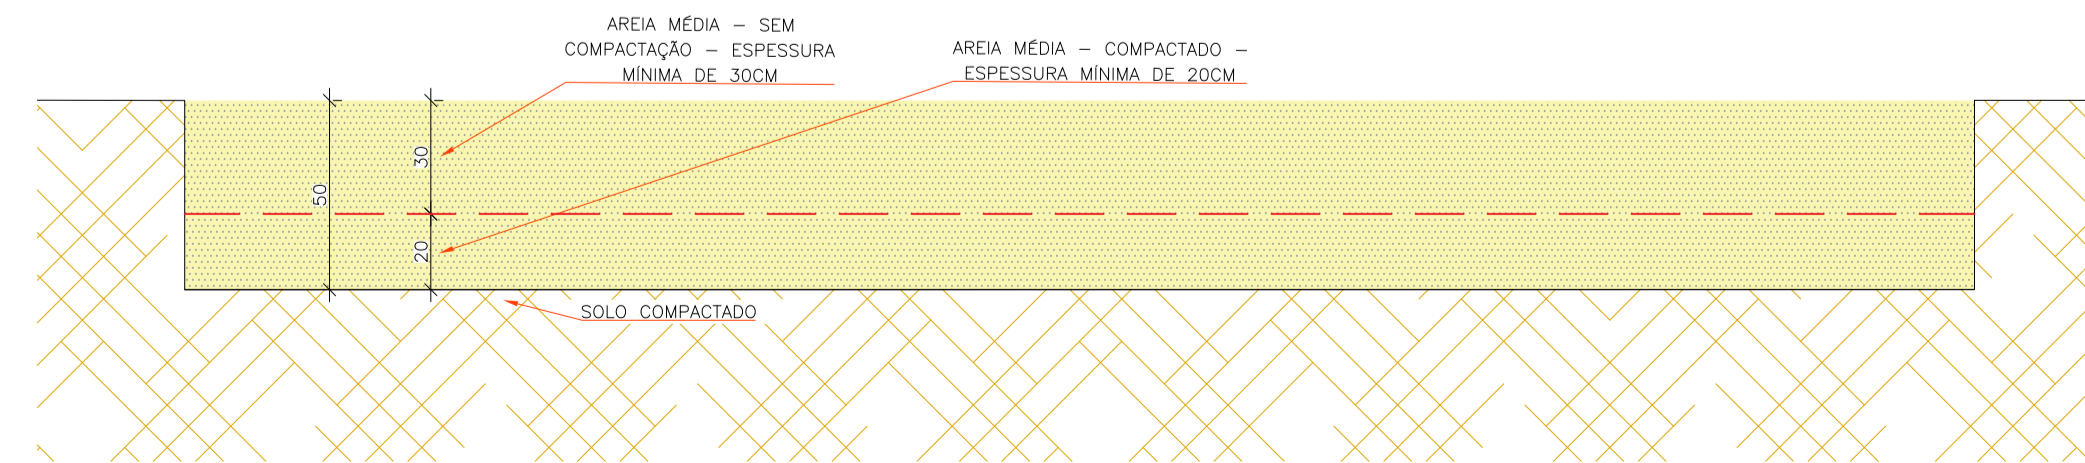 AREIA MÉDIA – SEM
COMPACTAÇÃO – ESPESSURA
MÍNIMA DE 30CM
AREIA MÉDIA – COMPACTADO –
ESPESSURA MÍNIMA DE 20CM
30
50
20
SOLO COMPACTADO